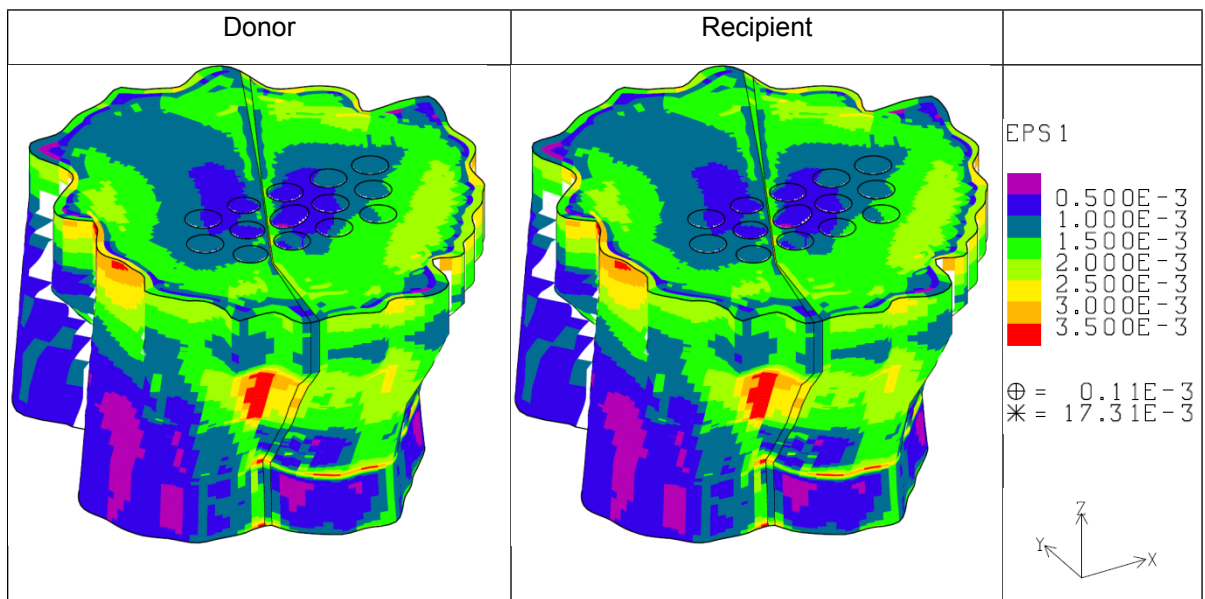 Donor
Recipient
EPS1
0.500E-3
1.000E-3
1.500E-3
2.000E-3
2.500E-3
3.000E-3
3.500E-3
⊕ = 0.11E-3
✳ = 17.31E-3
Z
Y
X